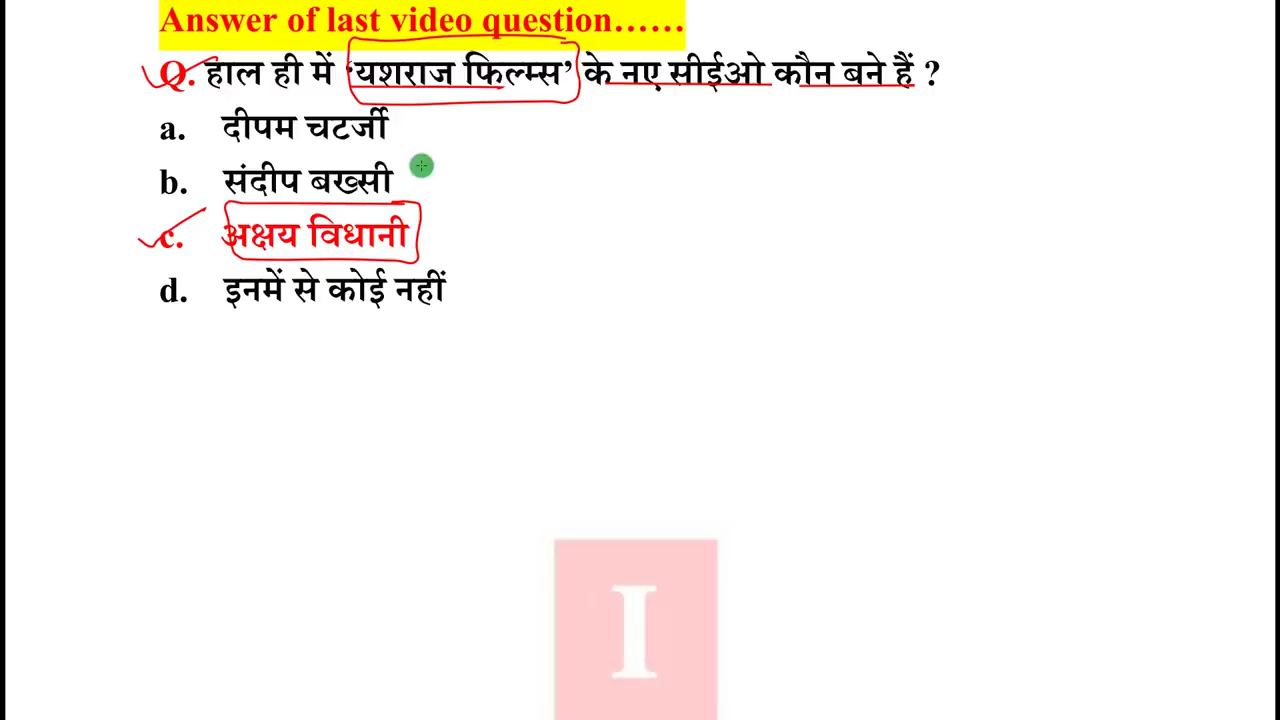 Answer of last video question......
Q. हाल ही में ‘यशराज फिल्म्स’ के नए सीईओ कौन बने हैं ?
a. दीपम चटर्जी
b. संदीप बख्सी
c. अक्षय विधानी
d. इनमें से कोई नहीं
I